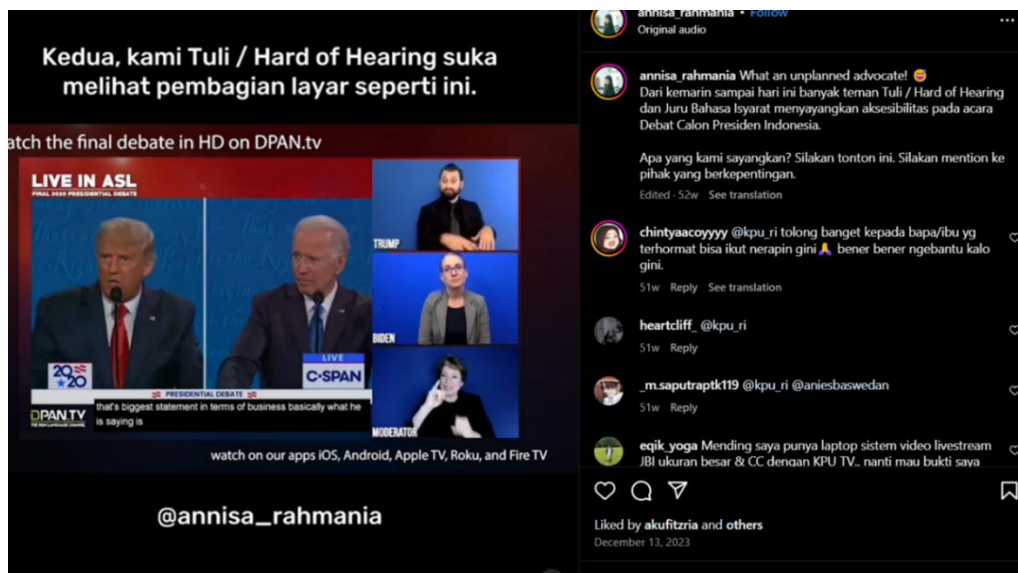 Kedua, kami Tuli / Hard of Hearing suka
melihat pembagian layar seperti ini.
atch the final debate in HD on DPAN.tv
LIVE IN ASL
FINAL 2020 PRESIDENTIAL DEBATE
TRUMP
BIDEN
MODERATOR
20
20
LIVE
C-SPAN
PRESIDENTIAL DEBATE
DPAN.TV
THE SIGN LANGUAGE CHANNEL
that's biggest statement in terms of business basically what he
is saying is
watch on our apps iOS, Android, Apple TV, Roku, and Fire TV
@annisa_rahmania
annisa_rahmania • Follow
Original audio
annisa_rahmania What an unplanned advocate! 😅
Dari kemarin sampai hari ini banyak teman Tuli / Hard of Hearing
dan Juru Bahasa Isyarat menyayangkan aksesibilitas pada acara
Debat Calon Presiden Indonesia.
Apa yang kami sayangkan? Silakan tonton ini. Silakan mention ke
pihak yang berkepentingan.
Edited · 52w See translation
chintyaacoyyyy @kpu_ri tolong banget kepada bapa/ibu yg
terhormat bisa ikut nerapin gini🙏 bener bener ngebantu kalo
gini.
51w Reply See translation
heartcliff_ @kpu_ri
51w Reply
_m.saputraptk119 @kpu_ri @aniesbaswedan
51w Reply
eqik_yoga Mending saya punya laptop sistem video livestream
JBI ukuran besar & CC dengan KPU TV.. nanti mau bukti saya
Liked by akufitzria and others
December 13, 2023